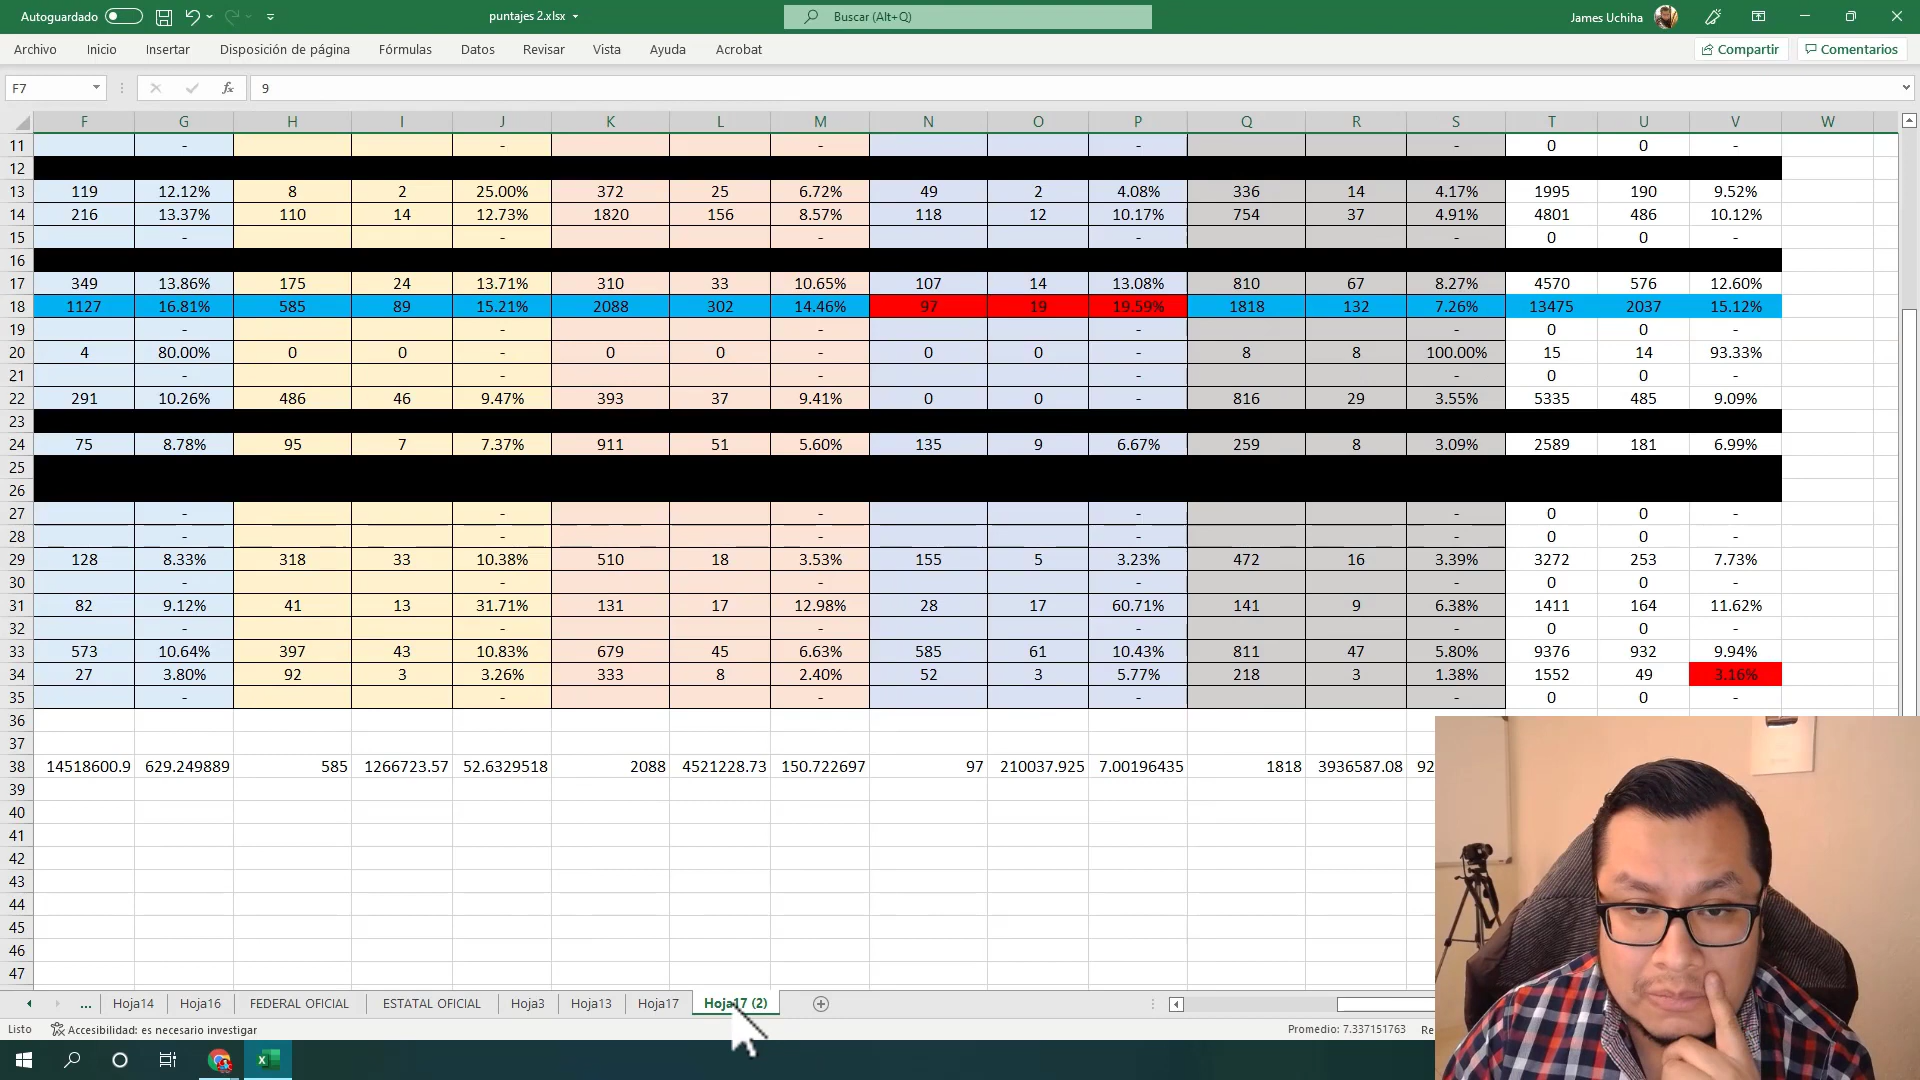 Autoguardado puntajes 2.xlsx Buscar (Alt+Q) James Uchiha
Archivo Inicio Insertar Disposición de página Fórmulas Datos Revisar Vista Ayuda Acrobat Compartir Comentarios
F7 fx 9
F G H I J K L M N O P Q R S T U V W
11 - - - - - 0 0 -
12
13 119 12.12% 8 2 25.00% 372 25 6.72% 49 2 4.08% 336 14 4.17% 1995 190 9.52%
14 216 13.37% 110 14 12.73% 1820 156 8.57% 118 12 10.17% 754 37 4.91% 4801 486 10.12%
15 - - - - - 0 0 -
16
17 349 13.86% 175 24 13.71% 310 33 10.65% 107 14 13.08% 810 67 8.27% 4570 576 12.60%
18 1127 16.81% 585 89 15.21% 2088 302 14.46% 97 19 19.59% 1818 132 7.26% 13475 2037 15.12%
19 - - - - - 0 0 -
20 4 80.00% 0 0 - 0 0 - 0 0 - 8 8 100.00% 15 14 93.33%
21 - - - - - 0 0 -
22 291 10.26% 486 46 9.47% 393 37 9.41% 0 0 - 816 29 3.55% 5335 485 9.09%
23
24 75 8.78% 95 7 7.37% 911 51 5.60% 135 9 6.67% 259 8 3.09% 2589 181 6.99%
25
26
27 - - - - - 0 0 -
28 - - - - - 0 0 -
29 128 8.33% 318 33 10.38% 510 18 3.53% 155 5 3.23% 472 16 3.39% 3272 253 7.73%
30 - - - - - 0 0 -
31 82 9.12% 41 13 31.71% 131 17 12.98% 28 17 60.71% 141 9 6.38% 1411 164 11.62%
32 - - - - - 0 0 -
33 573 10.64% 397 43 10.83% 679 45 6.63% 585 61 10.43% 811 47 5.80% 9376 932 9.94%
34 27 3.80% 92 3 3.26% 333 8 2.40% 52 3 5.77% 218 3 1.38% 1552 49 3.16%
35 - - - - - 0 0 -
36
37
38 14518600.9 629.249889 585 1266723.57 52.6329518 2088 4521228.73 150.722697 97 210037.925 7.00196435 1818 3936587.08 92
39
40
41
42
43
44
45
46
47
... Hoja14 Hoja16 FEDERAL OFICIAL ESTATAL OFICIAL Hoja3 Hoja13 Hoja17 Hoja17 (2)
Listo Accesibilidad: es necesario investigar Promedio: 7.337151763 Re